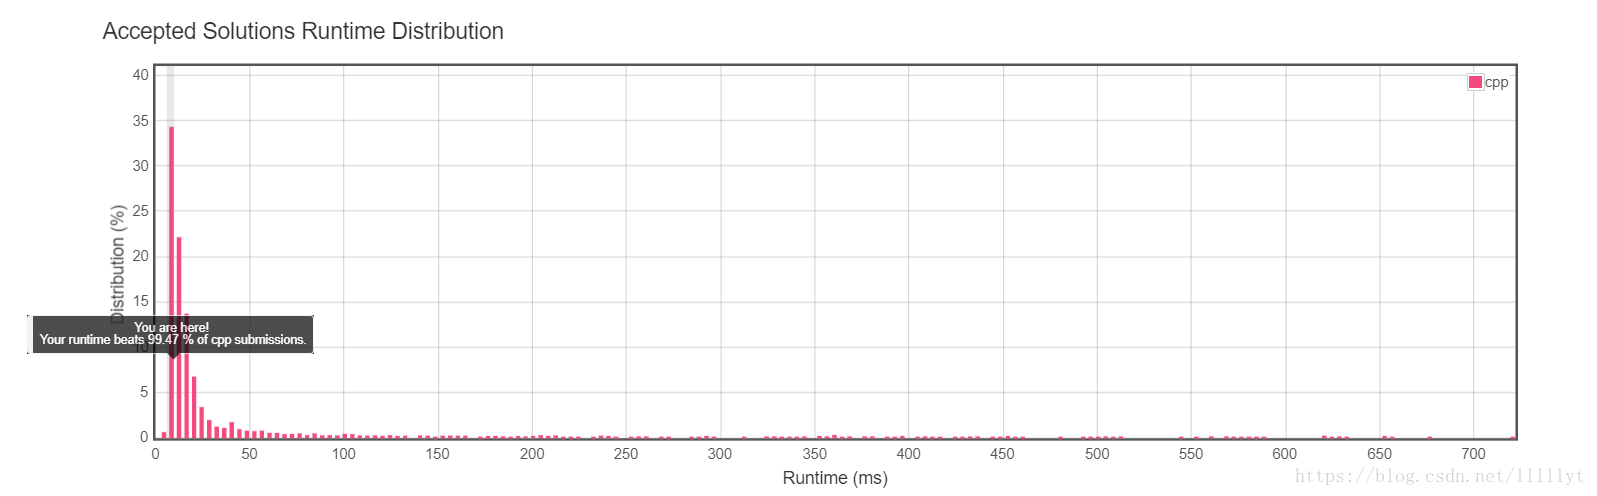 Accepted Solutions Runtime Distribution
40
cpp
35
30
25
20
15
10
5
0
Distribution (%)
You are here!
Your runtime beats 99.47 % of cpp submissions.
0 50 100 150 200 250 300 350 400 450 500 550 600 650 700
Runtime (ms)
https://blog.csdn.net/lllllyt